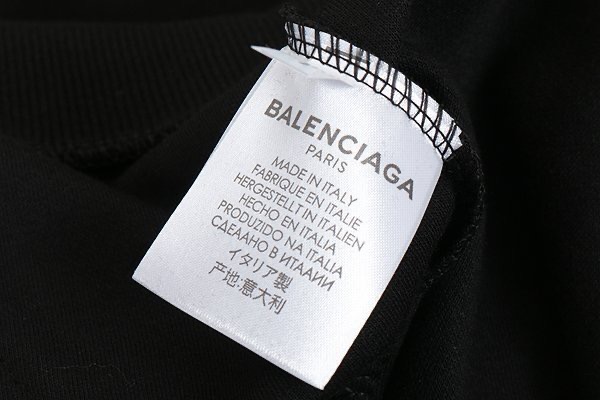 BALENCIAGA
PARIS
MADE IN ITALY
FABRIQUE EN ITALIE
HERGESTELLT IN ITALIEN
HECHO EN ITALIA
PRODUZIDO NA ITALIA
СДЕЛАНО В ИТАЛИИ
イタリア製
产地:意大利